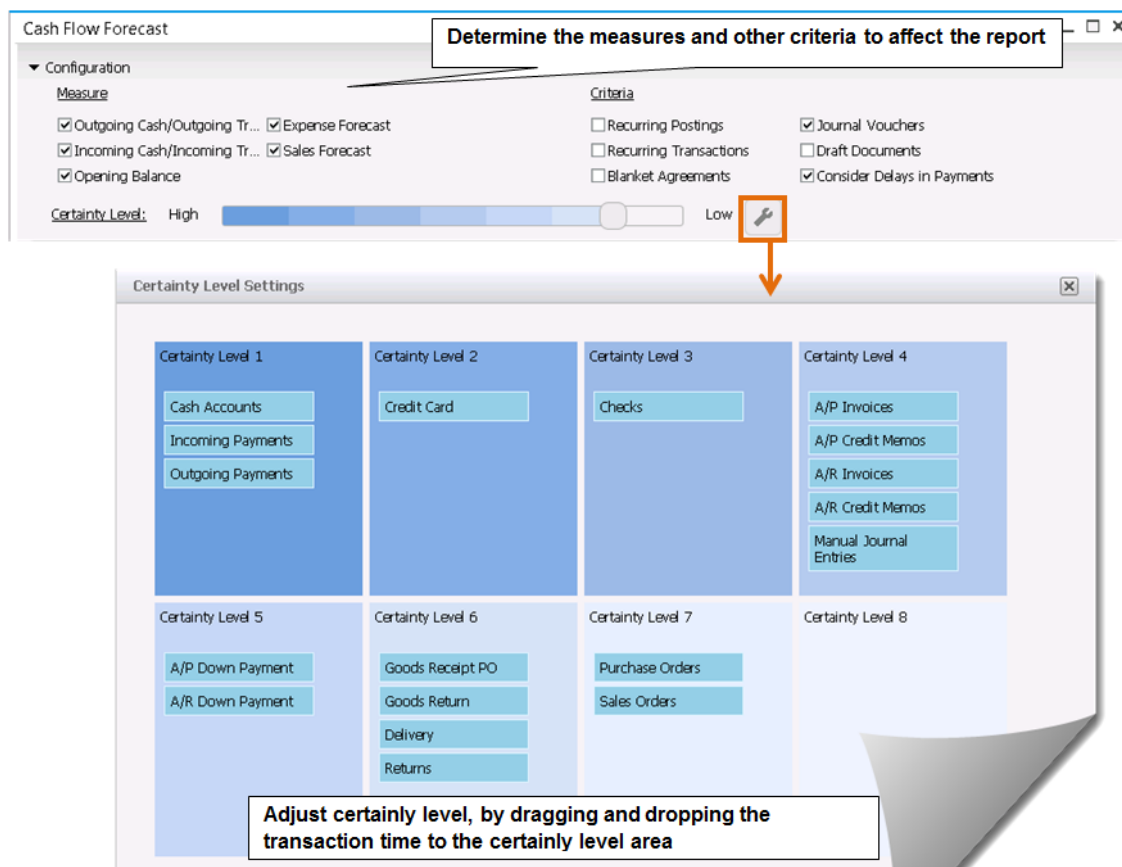 Cash Flow Forecast
Determine the measures and other criteria to affect the report
Configuration
Measure
Criteria
Outgoing Cash/Outgoing Tr... Expense Forecast
Recurring Postings
Journal Vouchers
Incoming Cash/Incoming Tr... Sales Forecast
Recurring Transactions
Draft Documents
Opening Balance
Blanket Agreements
Consider Delays in Payments
Certainty Level: High
Low
Certainty Level Settings
Certainty Level 1
Cash Accounts
Incoming Payments
Outgoing Payments
Certainty Level 2
Credit Card
Certainty Level 3
Checks
Certainty Level 4
A/P Invoices
A/P Credit Memos
A/R Invoices
A/R Credit Memos
Manual Journal
Entries
Certainty Level 5
A/P Down Payment
A/R Down Payment
Certainty Level 6
Goods Receipt PO
Goods Return
Delivery
Returns
Certainty Level 7
Purchase Orders
Sales Orders
Certainty Level 8
Adjust certainly level, by dragging and dropping the
transaction time to the certainly level area